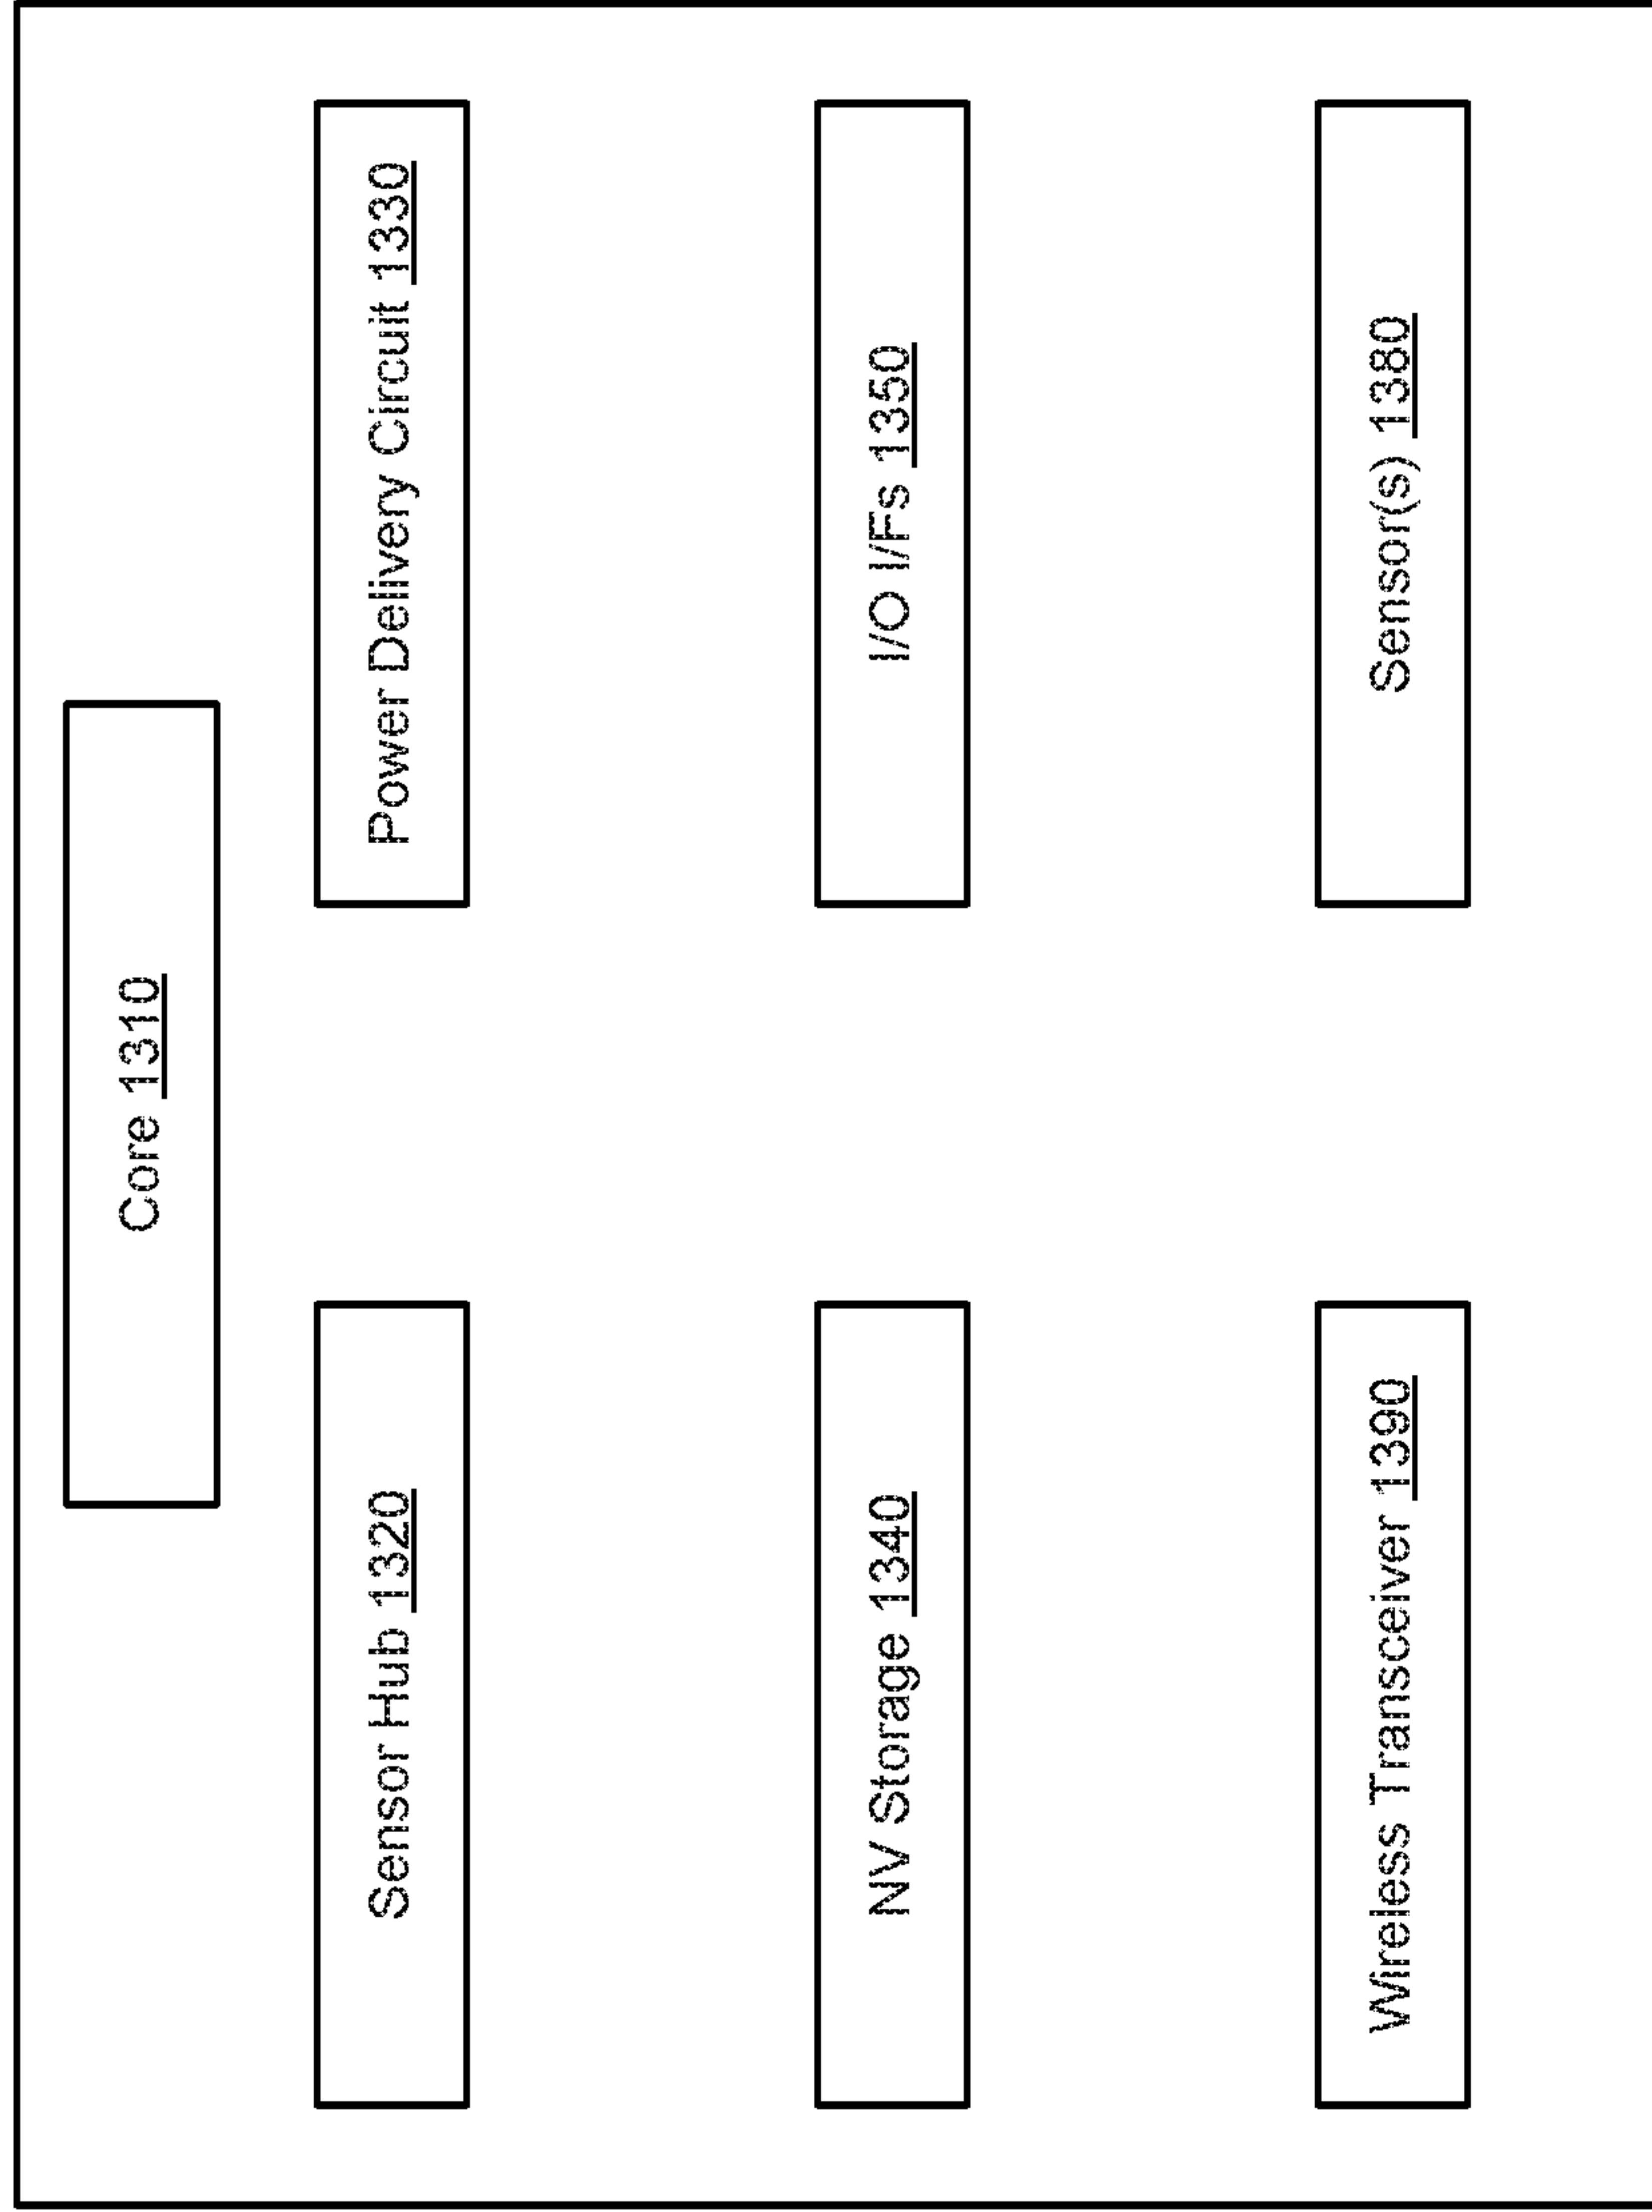 Core 1310
Sensor Hub 1320
Power Delivery Circuit 1330
NV Storage 1340
I/O I/Fs 1350
Wireless Transceiver 1390
Sensor(s) 1380